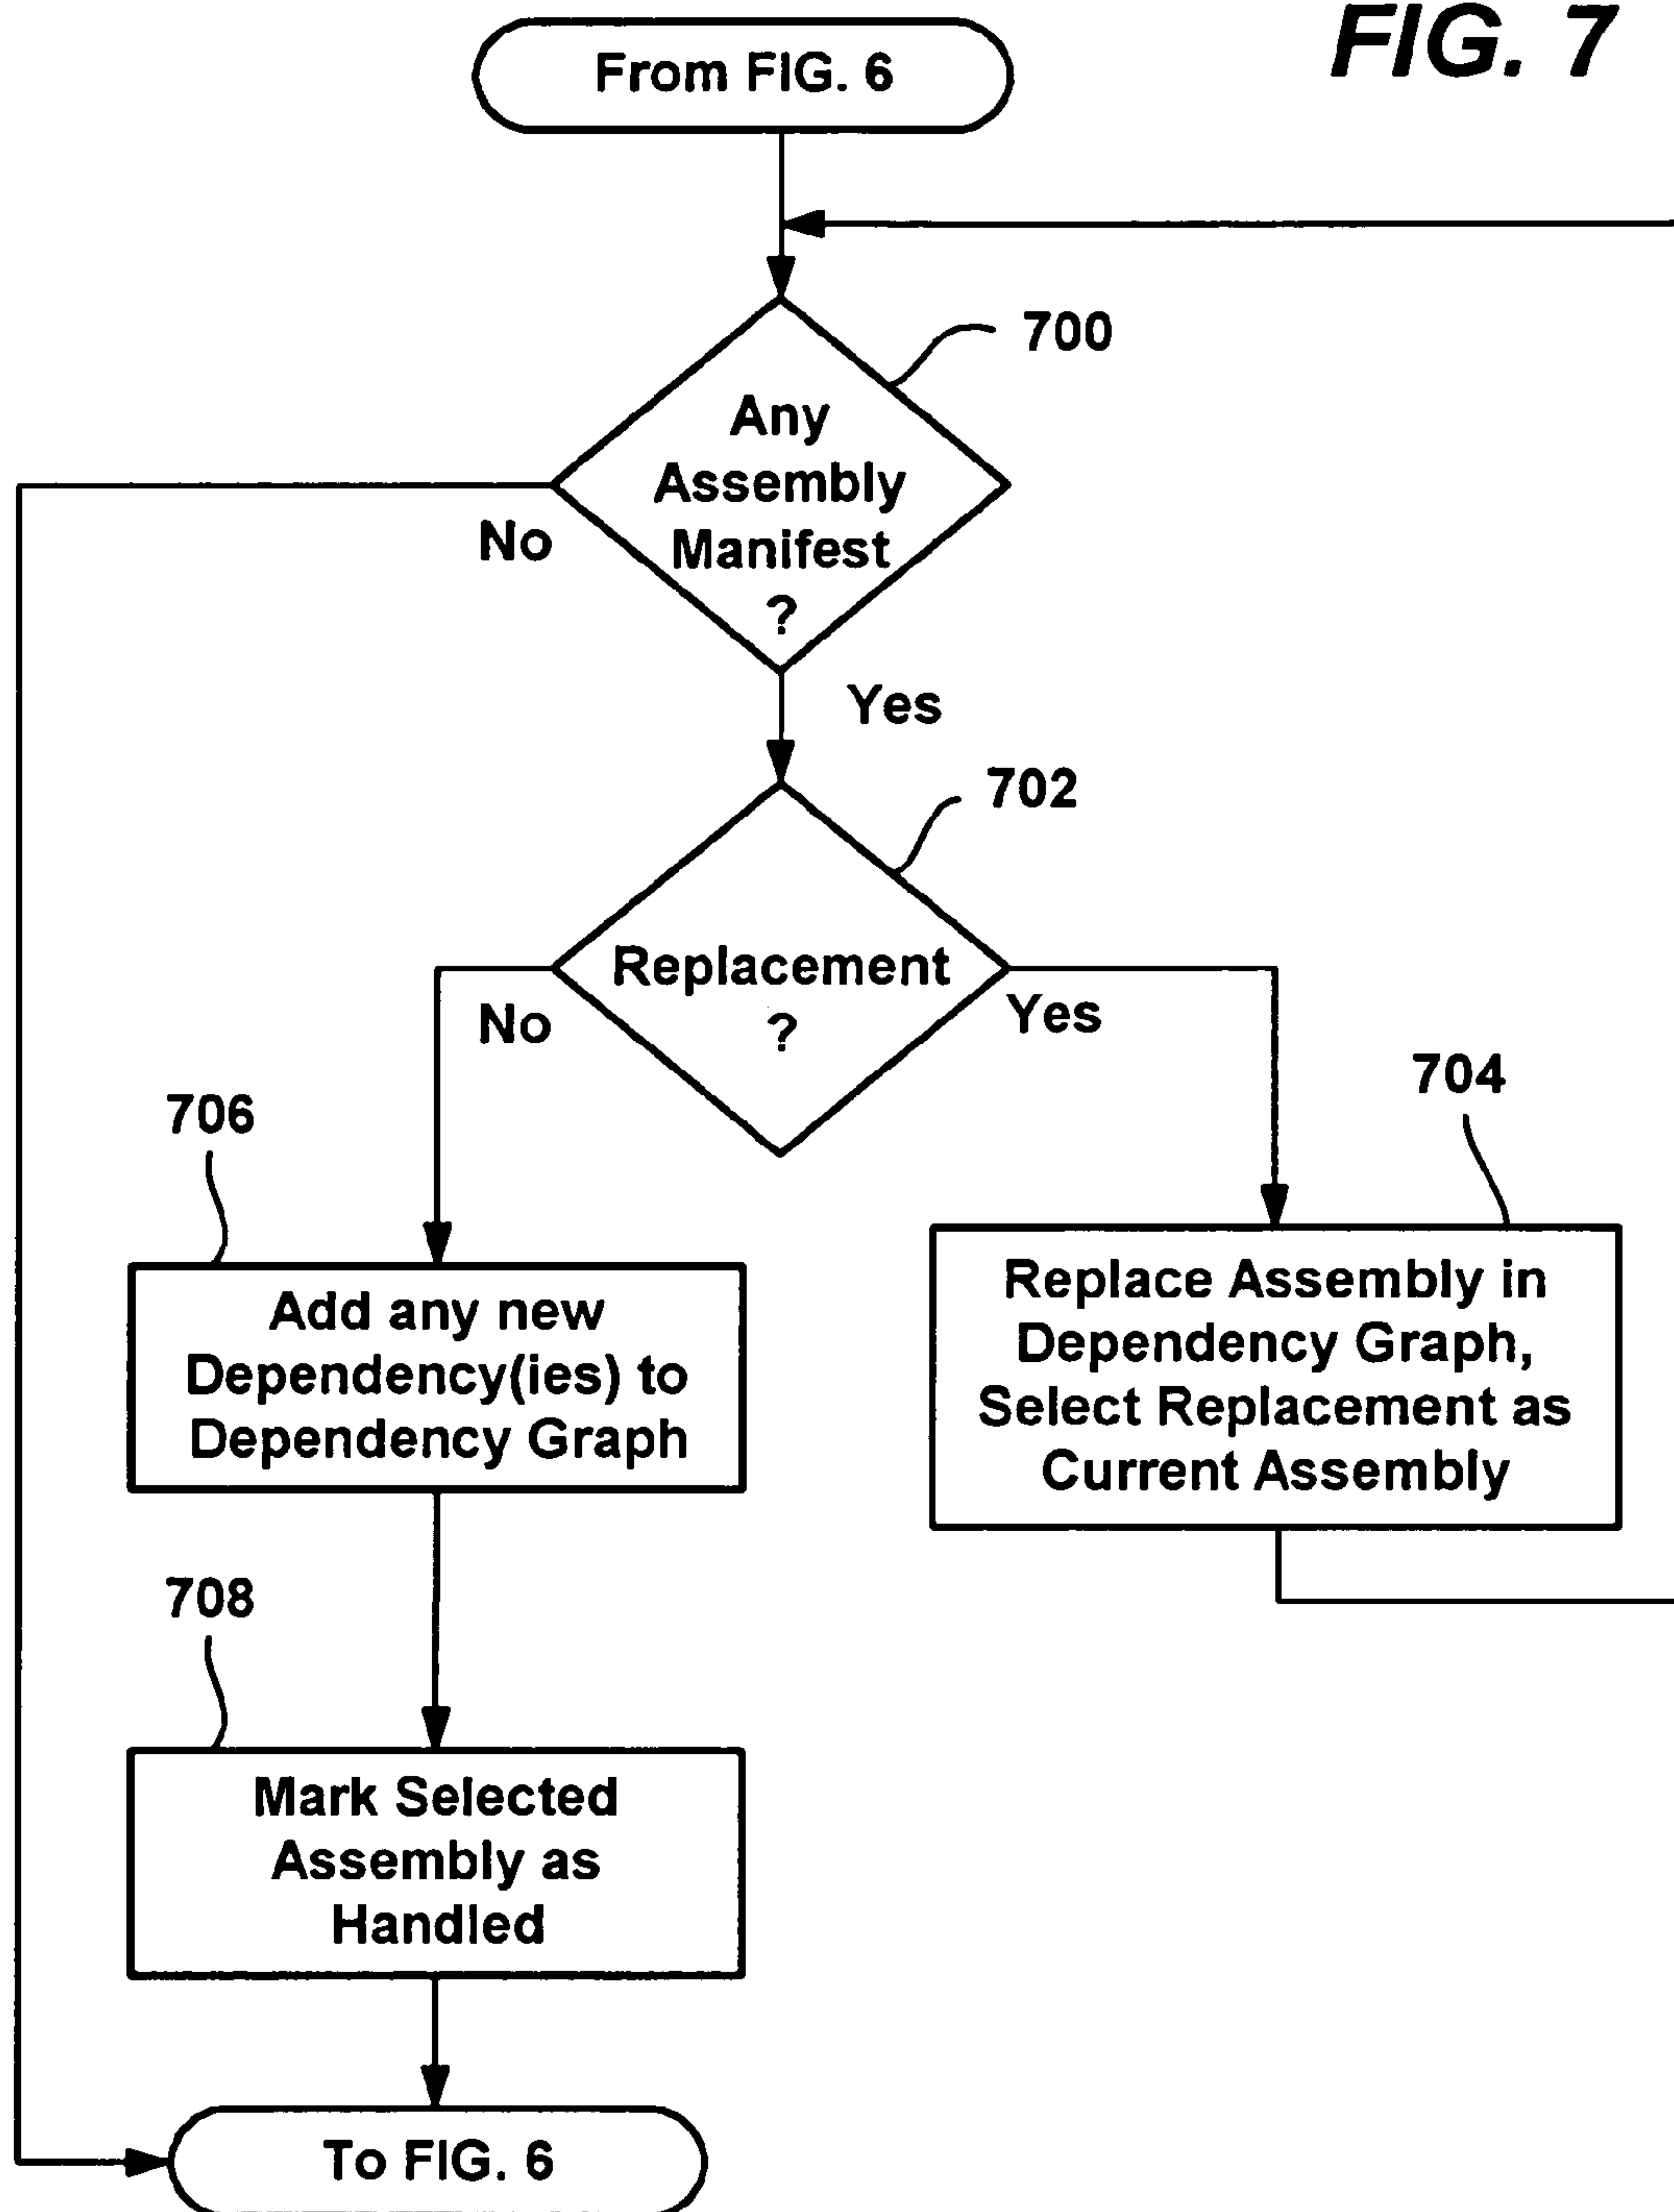 FIG. 7
From FIG. 6
700
Any
Assembly
Manifest
?
No
Yes
702
Replacement
?
No
Yes
704
706
Replace Assembly in
Dependency Graph,
Select Replacement as
Current Assembly
Add any new
Dependency(ies) to
Dependency Graph
708
Mark Selected
Assembly as
Handled
To FIG. 6